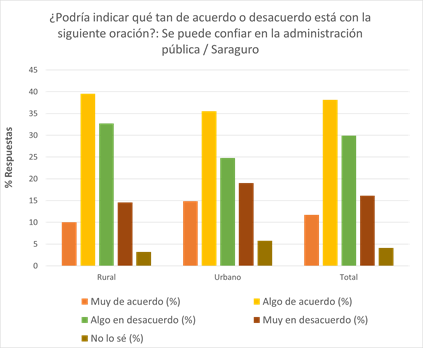 ¿Podría indicar qué tan de acuerdo o desacuerdo está con la
siguiente oración?: Se puede confiar en la administración
pública / Saraguro
% Respuestas
45
40
35
30
25
20
15
10
5
0
Rural
Urbano
Total
Muy de acuerdo (%)
Algo de acuerdo (%)
Algo en desacuerdo (%)
Muy en desacuerdo (%)
No lo sé (%)